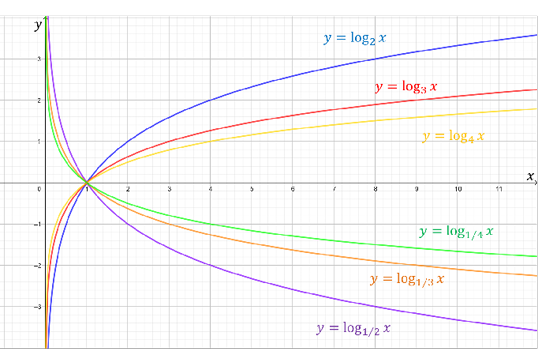 y
y = log₂ x
3
y = log₃ x
2
y = log₄ x
1
x
0 1 2 3 4 5 6 7 8 9 10 11
−1
y = log₁/₄ x
−2
y = log₁/₃ x
−3
y = log₁/₂ x